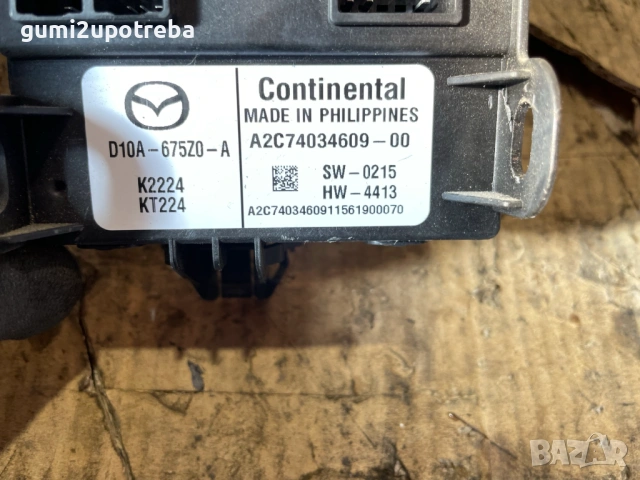 gumi2upotreba
D10A-675Z0-A
K2224
KT224
Continental
MADE IN PHILIPPINES
A2C74034609-00
SW-0215
HW-4413
A2C7403460911561900070
BAZAR